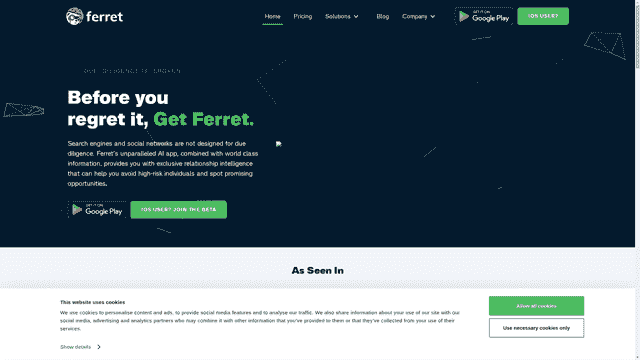 ferret
Home Pricing Solutions Blog Company
GET IT ON
Google Play
IOS USER?
Before you
regret it, Get Ferret.
Search engines and social networks are not designed for due
diligence. Ferret's unparalleled AI app, combined with world class
information, provides you with exclusive relationship intelligence
that can help you avoid high-risk individuals and spot promising
opportunities.
GET IT ON
Google Play
IOS USER? JOIN THE BETA
As Seen In
This website uses cookies
We use cookies to personalise content and ads, to provide social media features and to analyse our traffic. We also share information about your use of our site with our
social media, advertising and analytics partners who may combine it with other information that you've provided to them or that they've collected from your use of their
services.
Allow all cookies
Use necessary cookies only
Show details